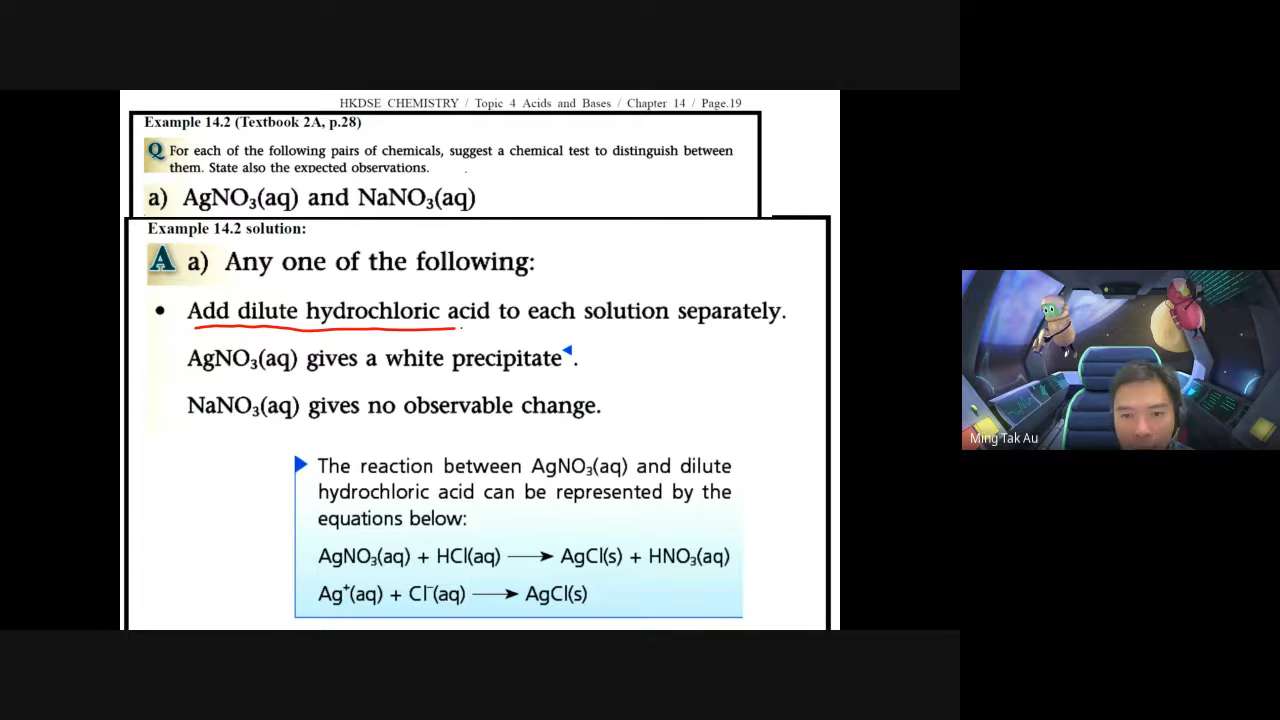 HKDSE CHEMISTRY / Topic 4 Acids and Bases / Chapter 14 / Page.19
Example 14.2 (Textbook 2A, p.28)
Q For each of the following pairs of chemicals, suggest a chemical test to distinguish between
them. State also the expected observations.
a) AgNO₃(aq) and NaNO₃(aq)
Example 14.2 solution:
A a) Any one of the following:
• Add dilute hydrochloric acid to each solution separately.
AgNO₃(aq) gives a white precipitate◀.
NaNO₃(aq) gives no observable change.
▶ The reaction between AgNO₃(aq) and dilute
hydrochloric acid can be represented by the
equations below:
AgNO₃(aq) + HCl(aq) ⟶ AgCl(s) + HNO₃(aq)
Ag⁺(aq) + Cl⁻(aq) ⟶ AgCl(s)
Ming Tak Au